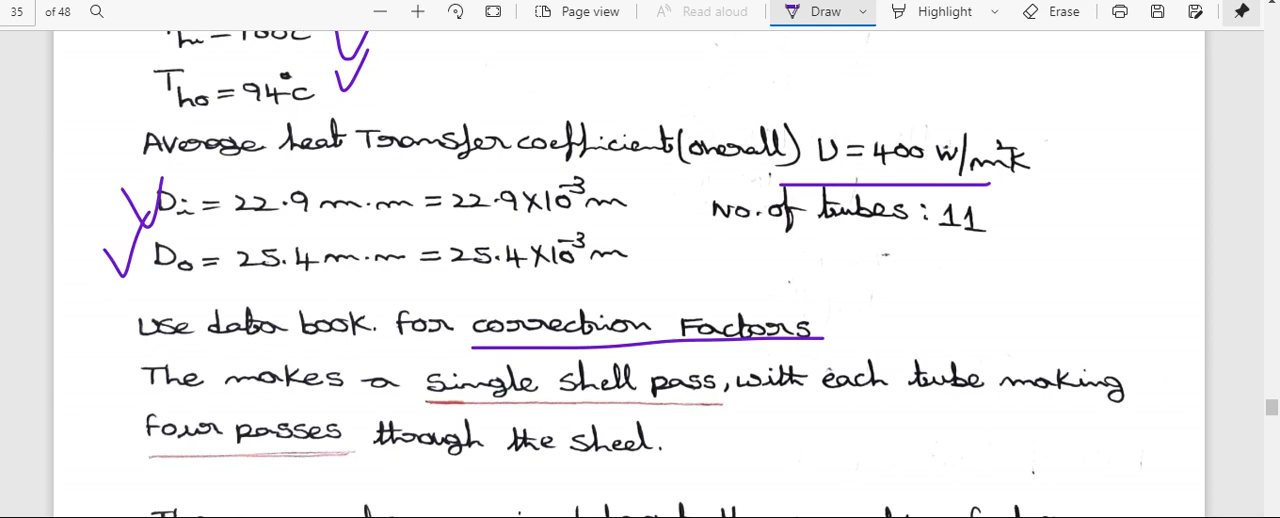 35 of 48 Page view Read aloud Draw Highlight Erase
Tho = 94°C
Average heat Transfer coefficient (overall) U = 400 W/m²K
Di = 22.9 m.m = 22.9 X 10⁻³ m
No. of tubes : 11
Do = 25.4 m.m = 25.4 X 10⁻³ m
Use data book. for correction Factors
The makes a single shell pass, with each tube making
four passes through the sheel.